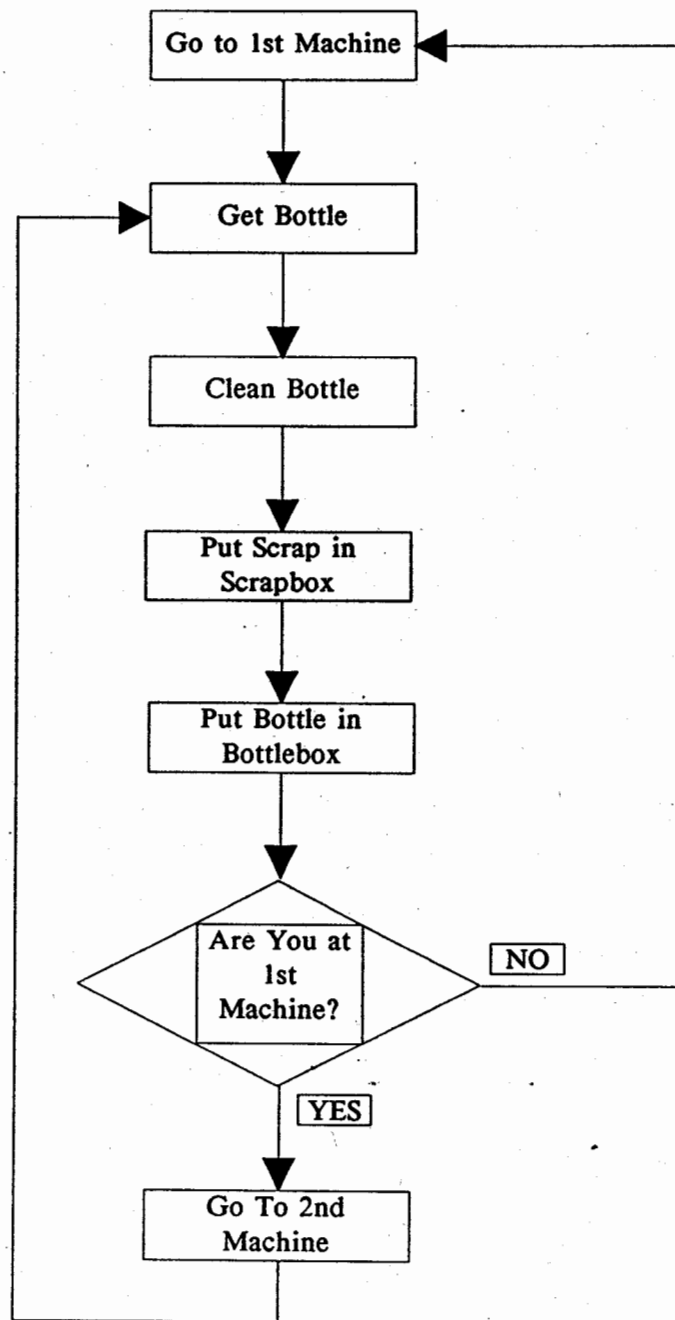 Go to 1st Machine
Get Bottle
Clean Bottle
Put Scrap in
Scrapbox
Put Bottle in
Bottlebox
Are You at
1st
Machine?
NO
YES
Go To 2nd
Machine